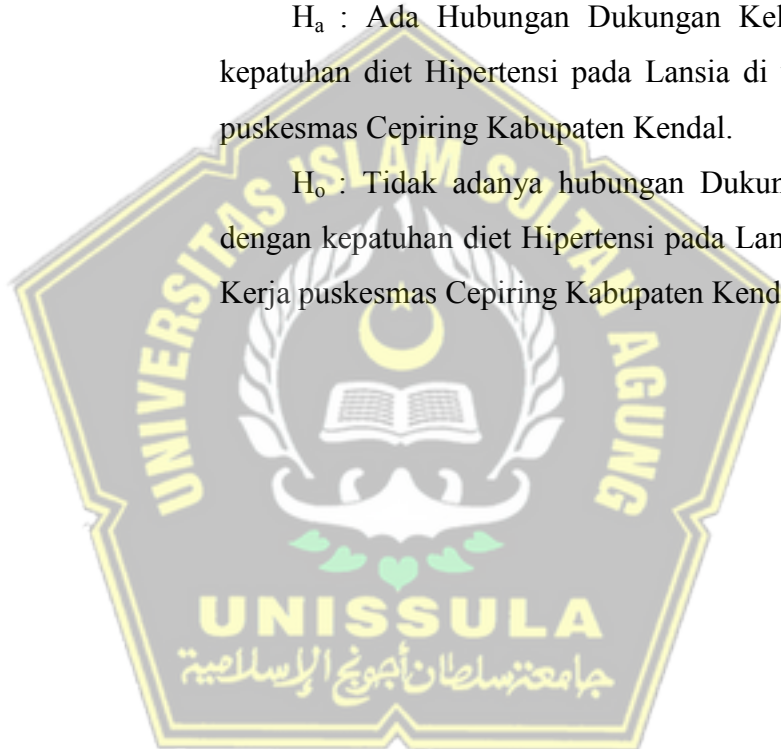 Hₐ : Ada Hubungan Dukungan Kel
kepatuhan diet Hipertensi pada Lansia di
puskesmas Cepiring Kabupaten Kendal.
Hₒ : Tidak adanya hubungan Dukun
dengan kepatuhan diet Hipertensi pada Lan
Kerja puskesmas Cepiring Kabupaten Kend
UNIVERSITAS ISLAM SULTAN AGUNG
UNISSULA
جامعتنسلطان أجونج الإسلامية